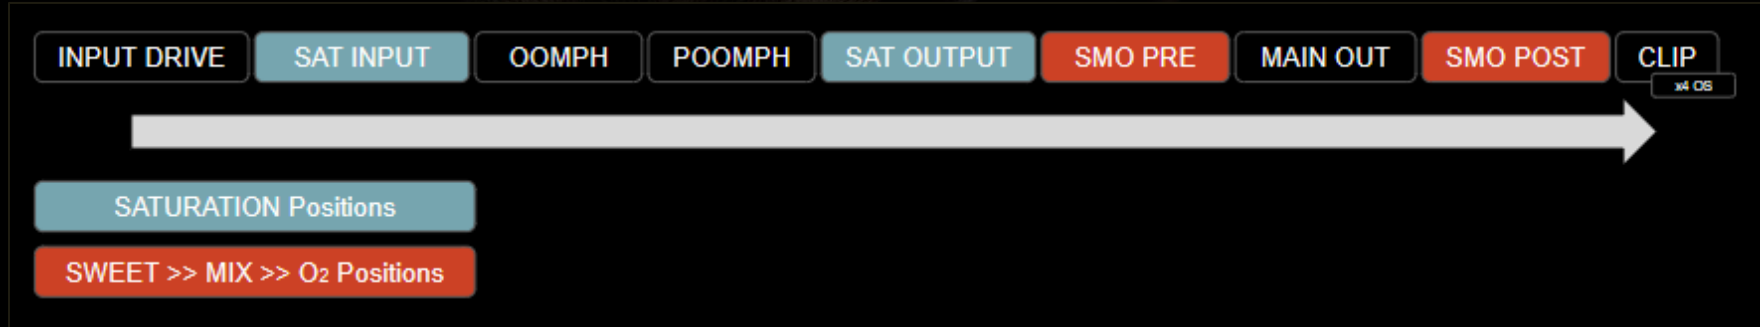 INPUT DRIVE SAT INPUT OOMPH POOMPH SAT OUTPUT SMO PRE MAIN OUT SMO POST CLIP
x4 OS
SATURATION Positions
SWEET >> MIX >> O2 Positions